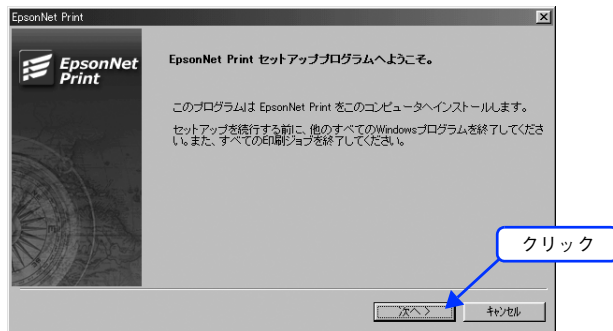 EpsonNet Print
EpsonNet
Print
EpsonNet Print セットアッププログラムへようこそ。
このプログラムは EpsonNet Print をこのコンピュータへインストールします。
セットアップを続行する前に、他のすべてのWindowsプログラムを終了してくださ
い。また、すべての印刷ジョブを終了してください。
クリック
次へ >
キャンセル